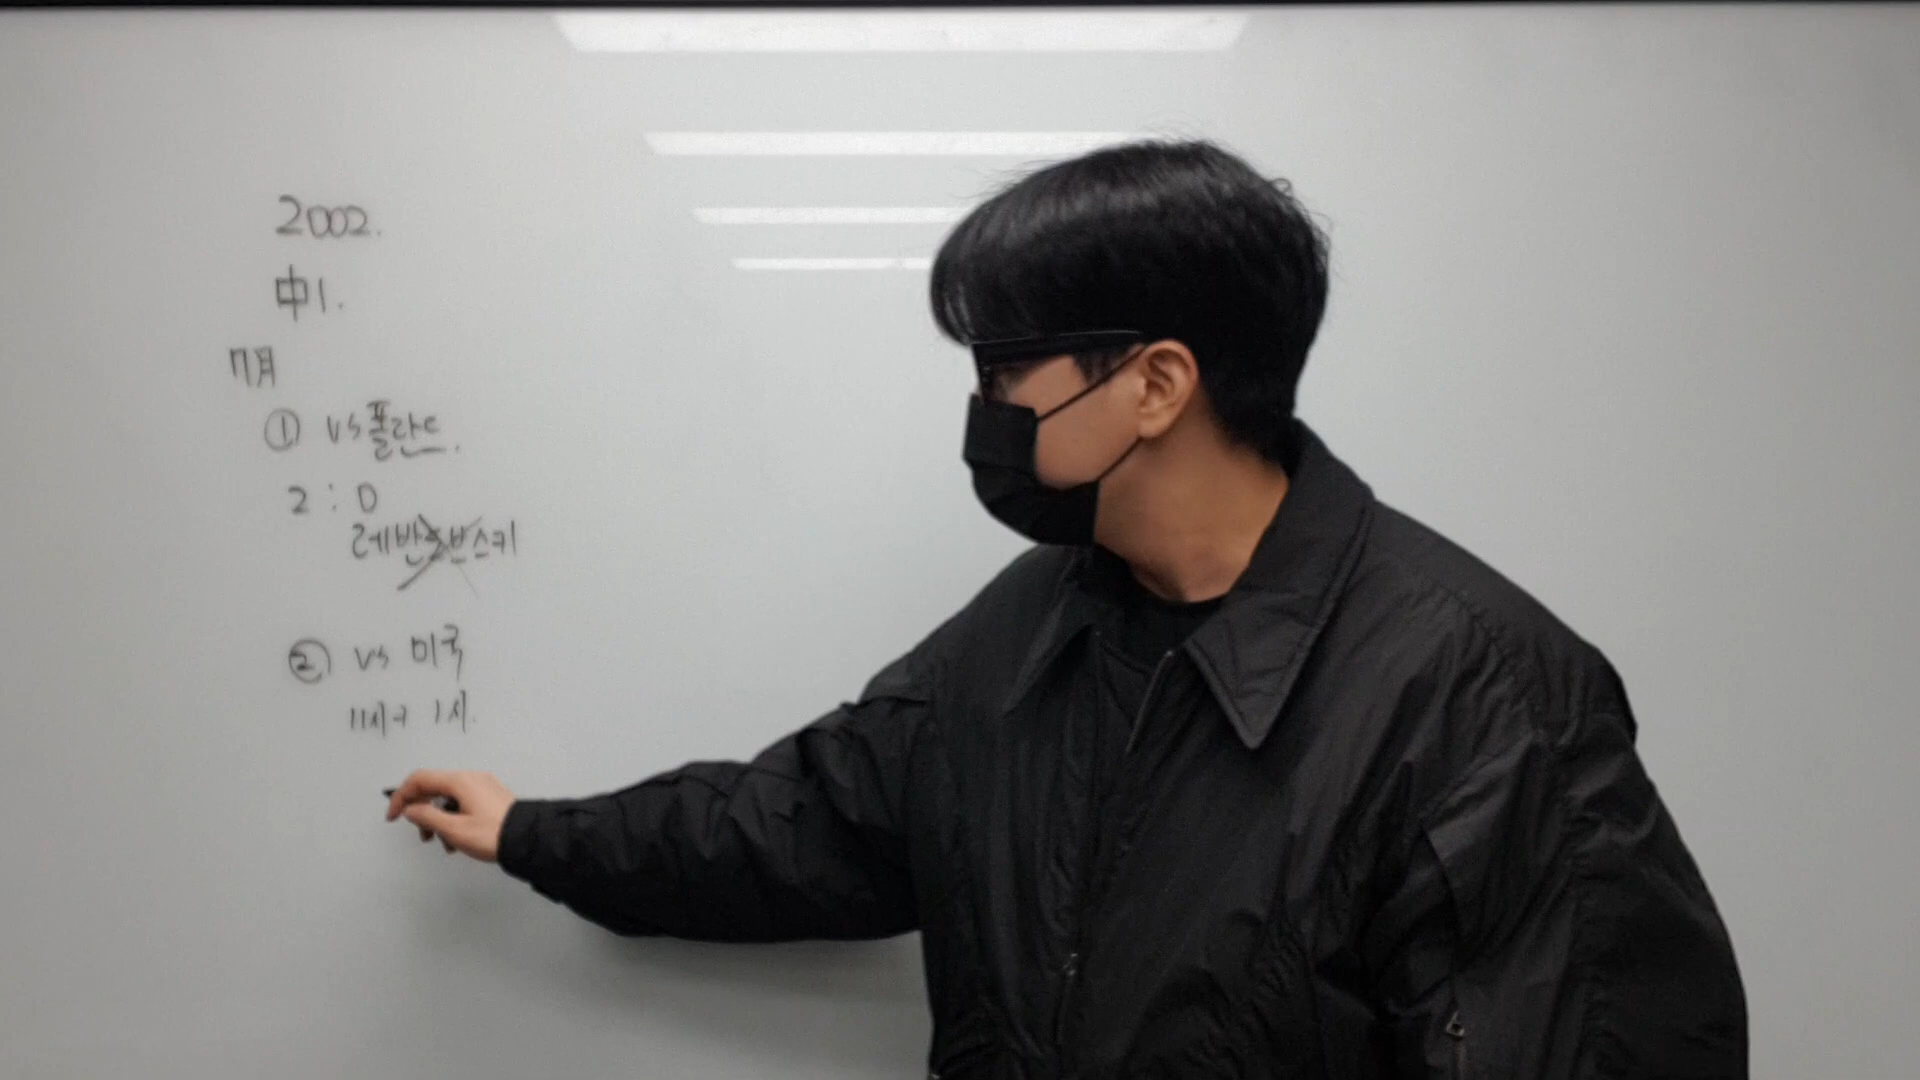 2002.
中1.
7月
① vs 폴란드.
2 : 0
레반도브스키
② vs 미국
11시 1시.